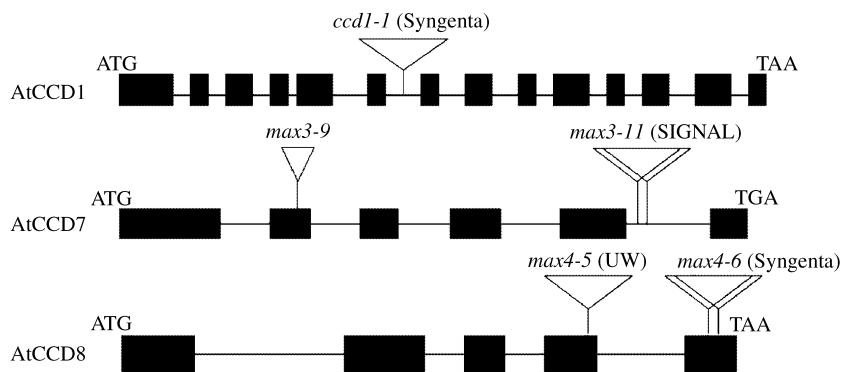 ccd1-1 (Syngenta)
ATG TAA
AtCCD1
max3-9 max3-11 (SIGNAL)
ATG TGA
AtCCD7
max4-5 (UW) max4-6 (Syngenta)
ATG TAA
AtCCD8